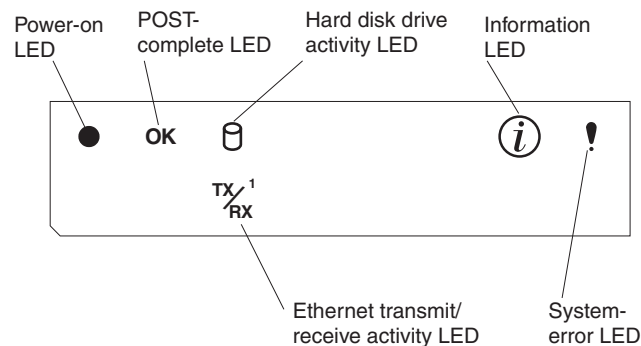 Power-on
LED
POST-
complete LED
Hard disk drive
activity LED
Information
LED
OK
i
!
TX/RX 1
Ethernet transmit/
receive activity LED
System-
error LED